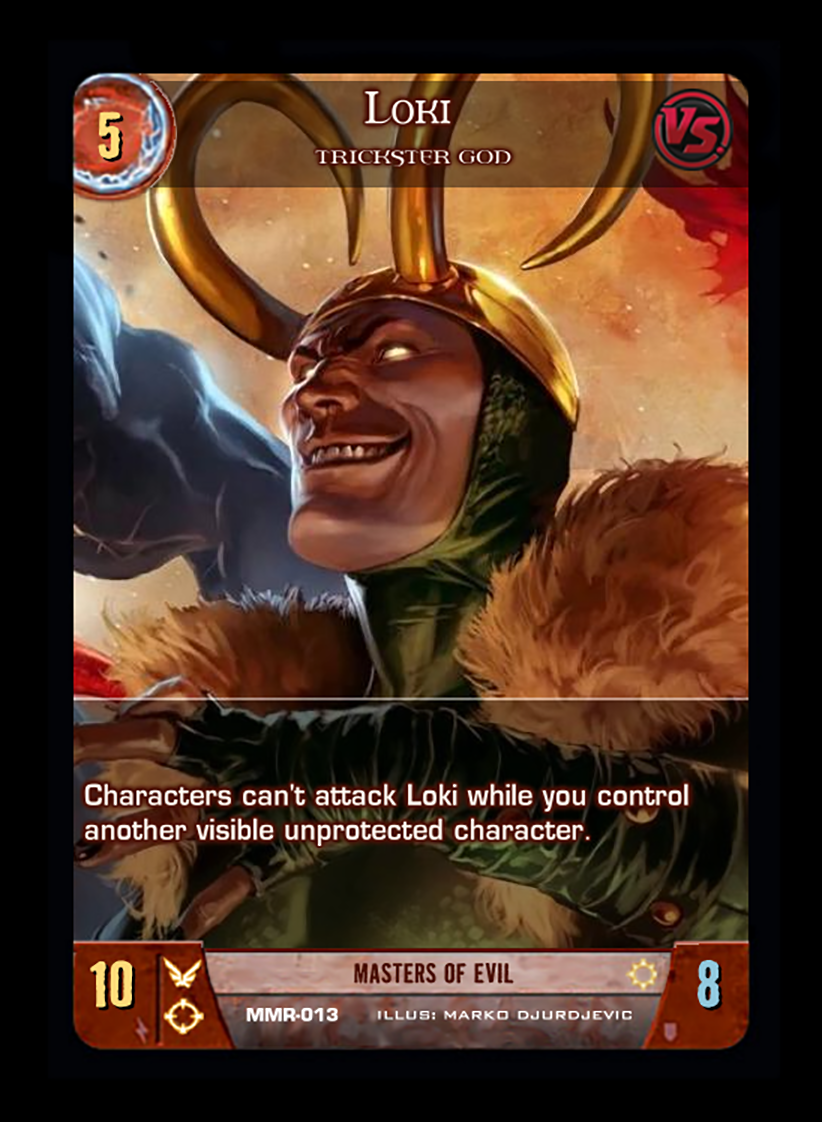 5
Loki
VS.
Trickster God
Characters can't attack Loki while you control
another visible unprotected character.
10
MASTERS OF EVIL
8
MMR-013 ILLUS: MARKO DJURDJEVIC